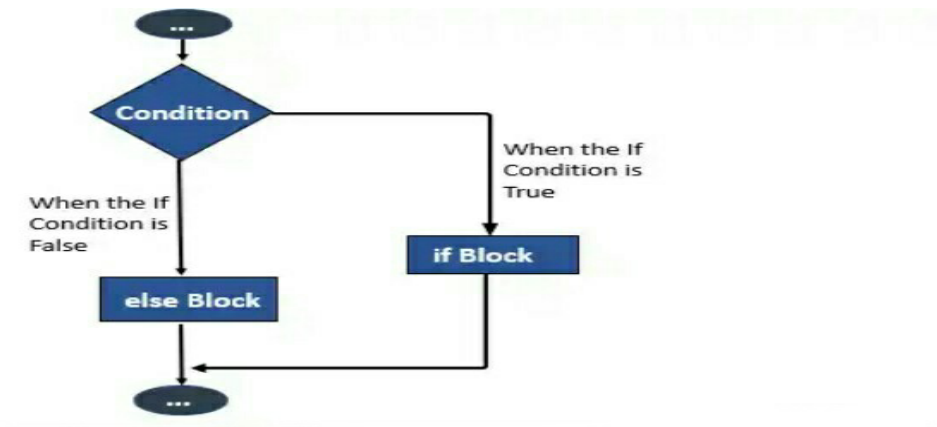 ...
Condition
When the If
Condition is
True
When the If
Condition is
False
if Block
else Block
...